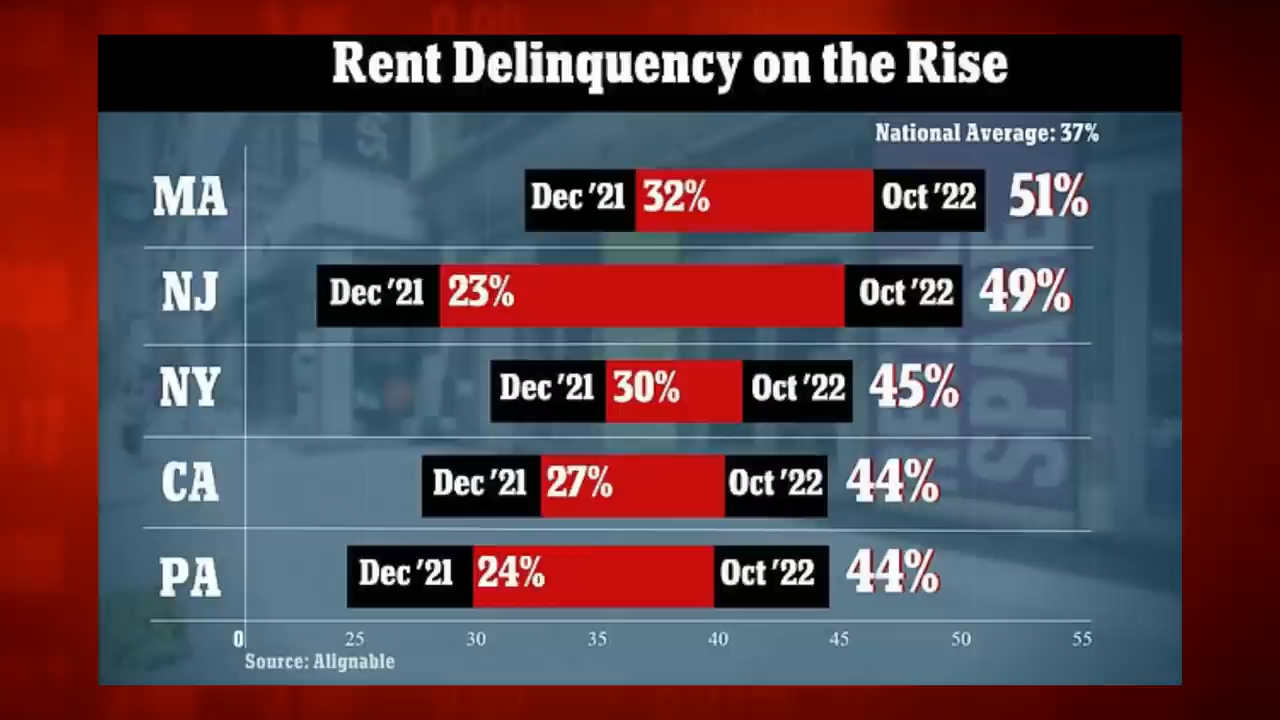 Rent Delinquency on the Rise
National Average: 37%
MA Dec '21 32% Oct '22 51%
NJ Dec '21 23% Oct '22 49%
NY Dec '21 30% Oct '22 45%
CA Dec '21 27% Oct '22 44%
PA Dec '21 24% Oct '22 44%
0 25 30 35 40 45 50 55
Source: Alignable